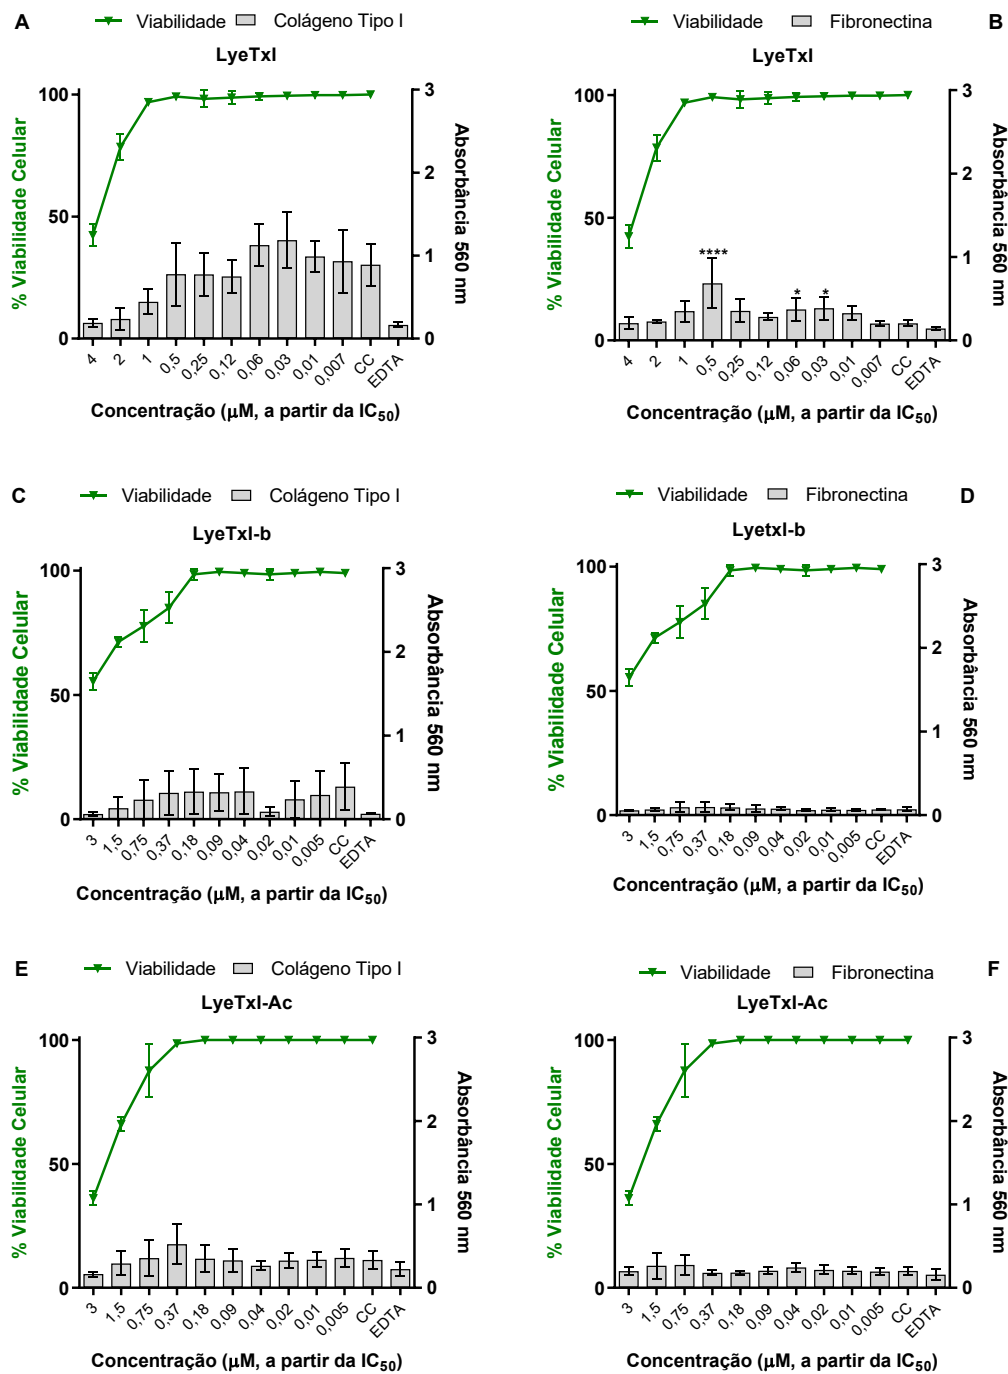 A
Viabilidade Colágeno Tipo I
LyeTxI
% Viabilidade Celular
100
50
0
3
2
1
0
Absorbância 560 nm
4 2 1 0,5 0,25 0,12 0,06 0,03 0,01 0,007 CC EDTA
Concentração (µM, a partir da IC50)
B
Viabilidade Fibronectina
LyeTxI
% Viabilidade Celular
100
50
0
**** * *
3
2
1
0
Absorbância 560 nm
4 2 1 0,5 0,25 0,12 0,06 0,03 0,01 0,007 CC EDTA
Concentração (µM, a partir da IC50)
C
Viabilidade Colágeno Tipo I
LyeTxI-b
% Viabilidade Celular
100
50
0
3
2
1
0
Absorbância 560 nm
3 1,5 0,75 0,37 0,18 0,09 0,04 0,02 0,01 0,005 CC EDTA
Concentração (µM, a partir da IC50)
D
Viabilidade Fibronectina
Lyetxl-b
% Viabilidade Celular
100
50
0
3
2
1
0
Absorbância 560 nm
3 1,5 0,75 0,37 0,18 0,09 0,04 0,02 0,01 0,005 CC EDTA
Concentração (µM, a partir da IC50)
E
Viabilidade Colágeno Tipo I
LyeTxI-Ac
% Viabilidade Celular
100
50
0
3
2
1
0
Absorbância 560 nm
3 1,5 0,75 0,37 0,18 0,09 0,04 0,02 0,01 0,005 CC EDTA
Concentração (µM, a partir da IC50)
F
Viabilidade Fibronectina
LyeTxI-Ac
% Viabilidade Celular
100
50
0
3
2
1
0
Absorbância 560 nm
3 1,5 0,75 0,37 0,18 0,09 0,04 0,02 0,01 0,005 CC EDTA
Concentração (µM, a partir da IC50)